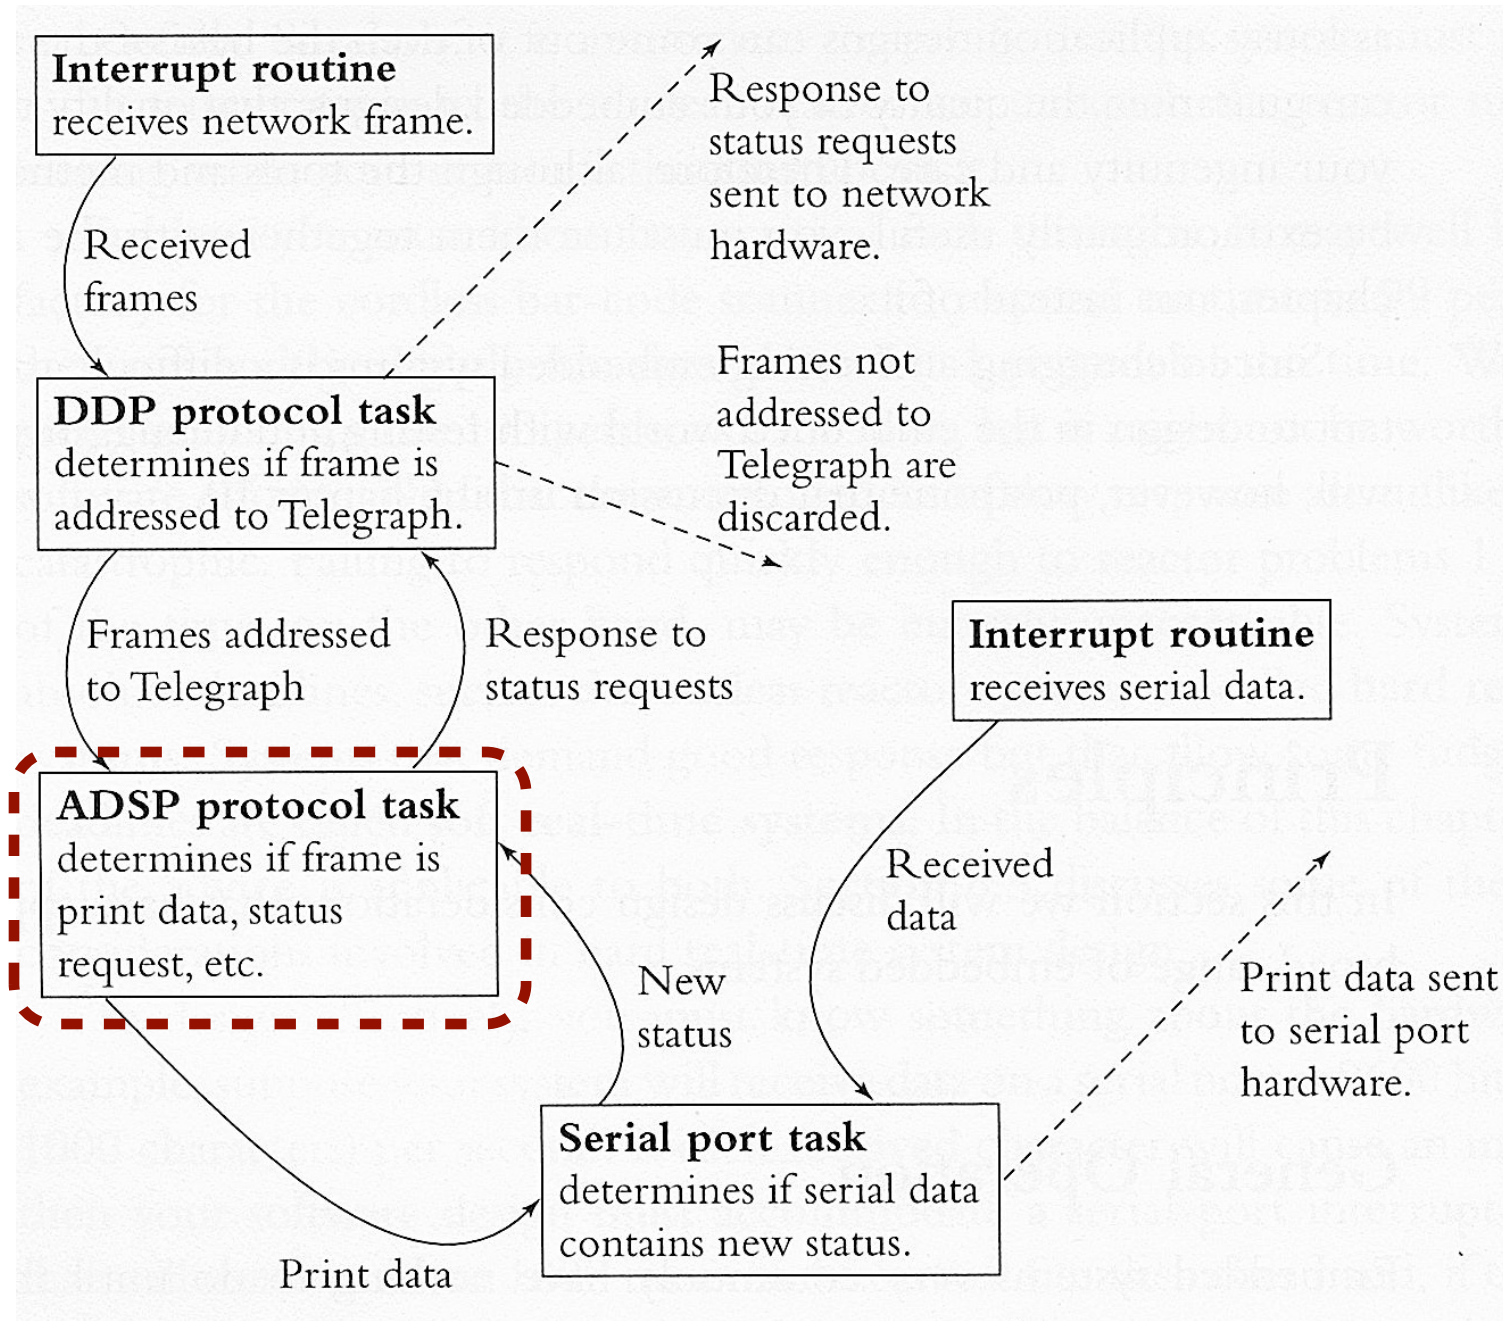 Interrupt routine
receives network frame.
Response to
status requests
sent to network
hardware.
Received
frames
DDP protocol task
determines if frame is
addressed to Telegraph.
Frames not
addressed to
Telegraph are
discarded.
Frames addressed
to Telegraph
Response to
status requests
Interrupt routine
receives serial data.
ADSP protocol task
determines if frame is
print data, status
request, etc.
Received
data
New
status
Print data sent
to serial port
hardware.
Serial port task
determines if serial data
contains new status.
Print data